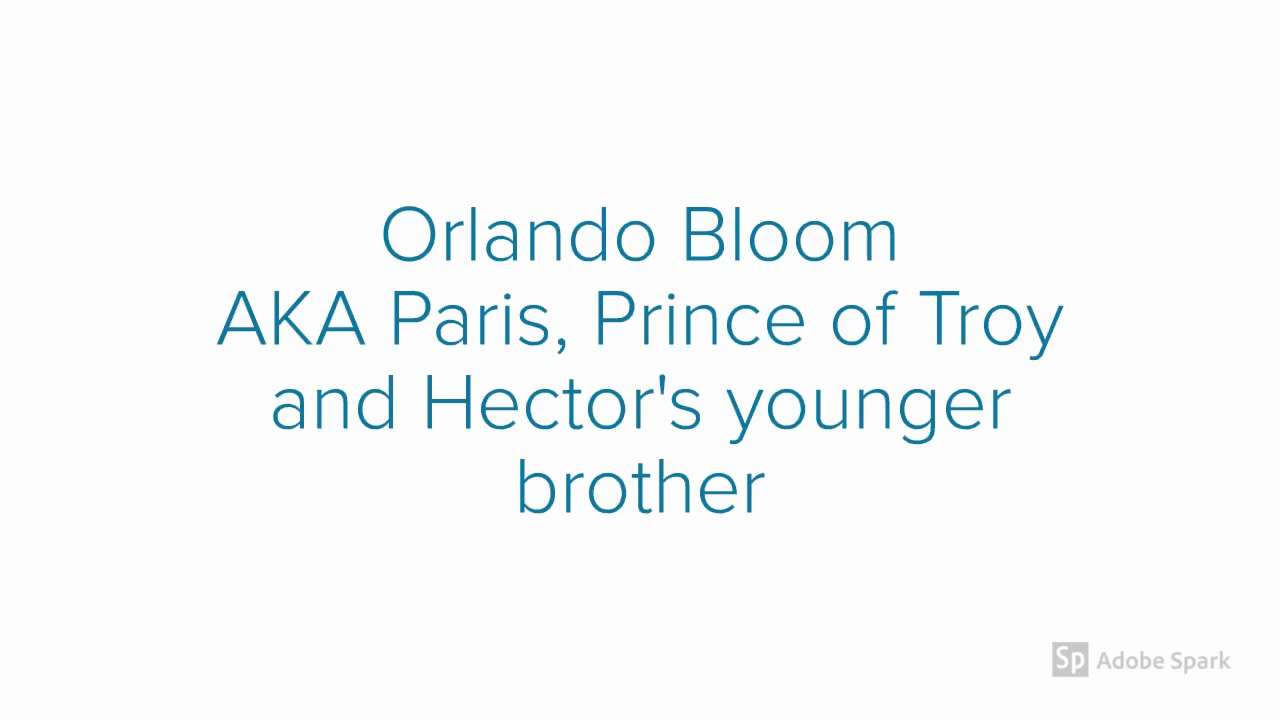 Orlando Bloom
AKA Paris, Prince of Troy
and Hector's younger
brother
Sp Adobe Spark